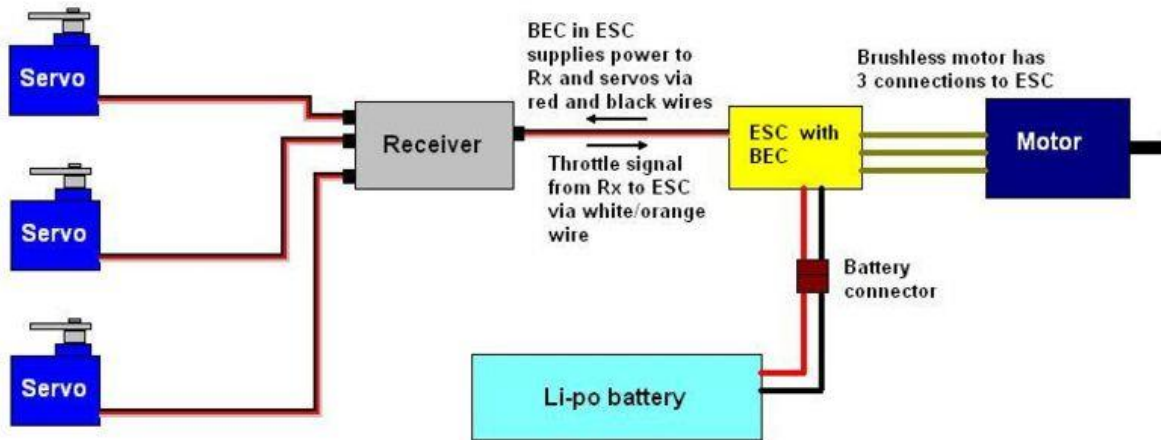 Servo
Servo
Servo
Receiver
BEC in ESC
supplies power to
Rx and servos via
red and black wires
Throttle signal
from Rx to ESC
via white/orange
wire
ESC with
BEC
Brushless motor has
3 connections to ESC
Motor
Battery
connector
Li-po battery